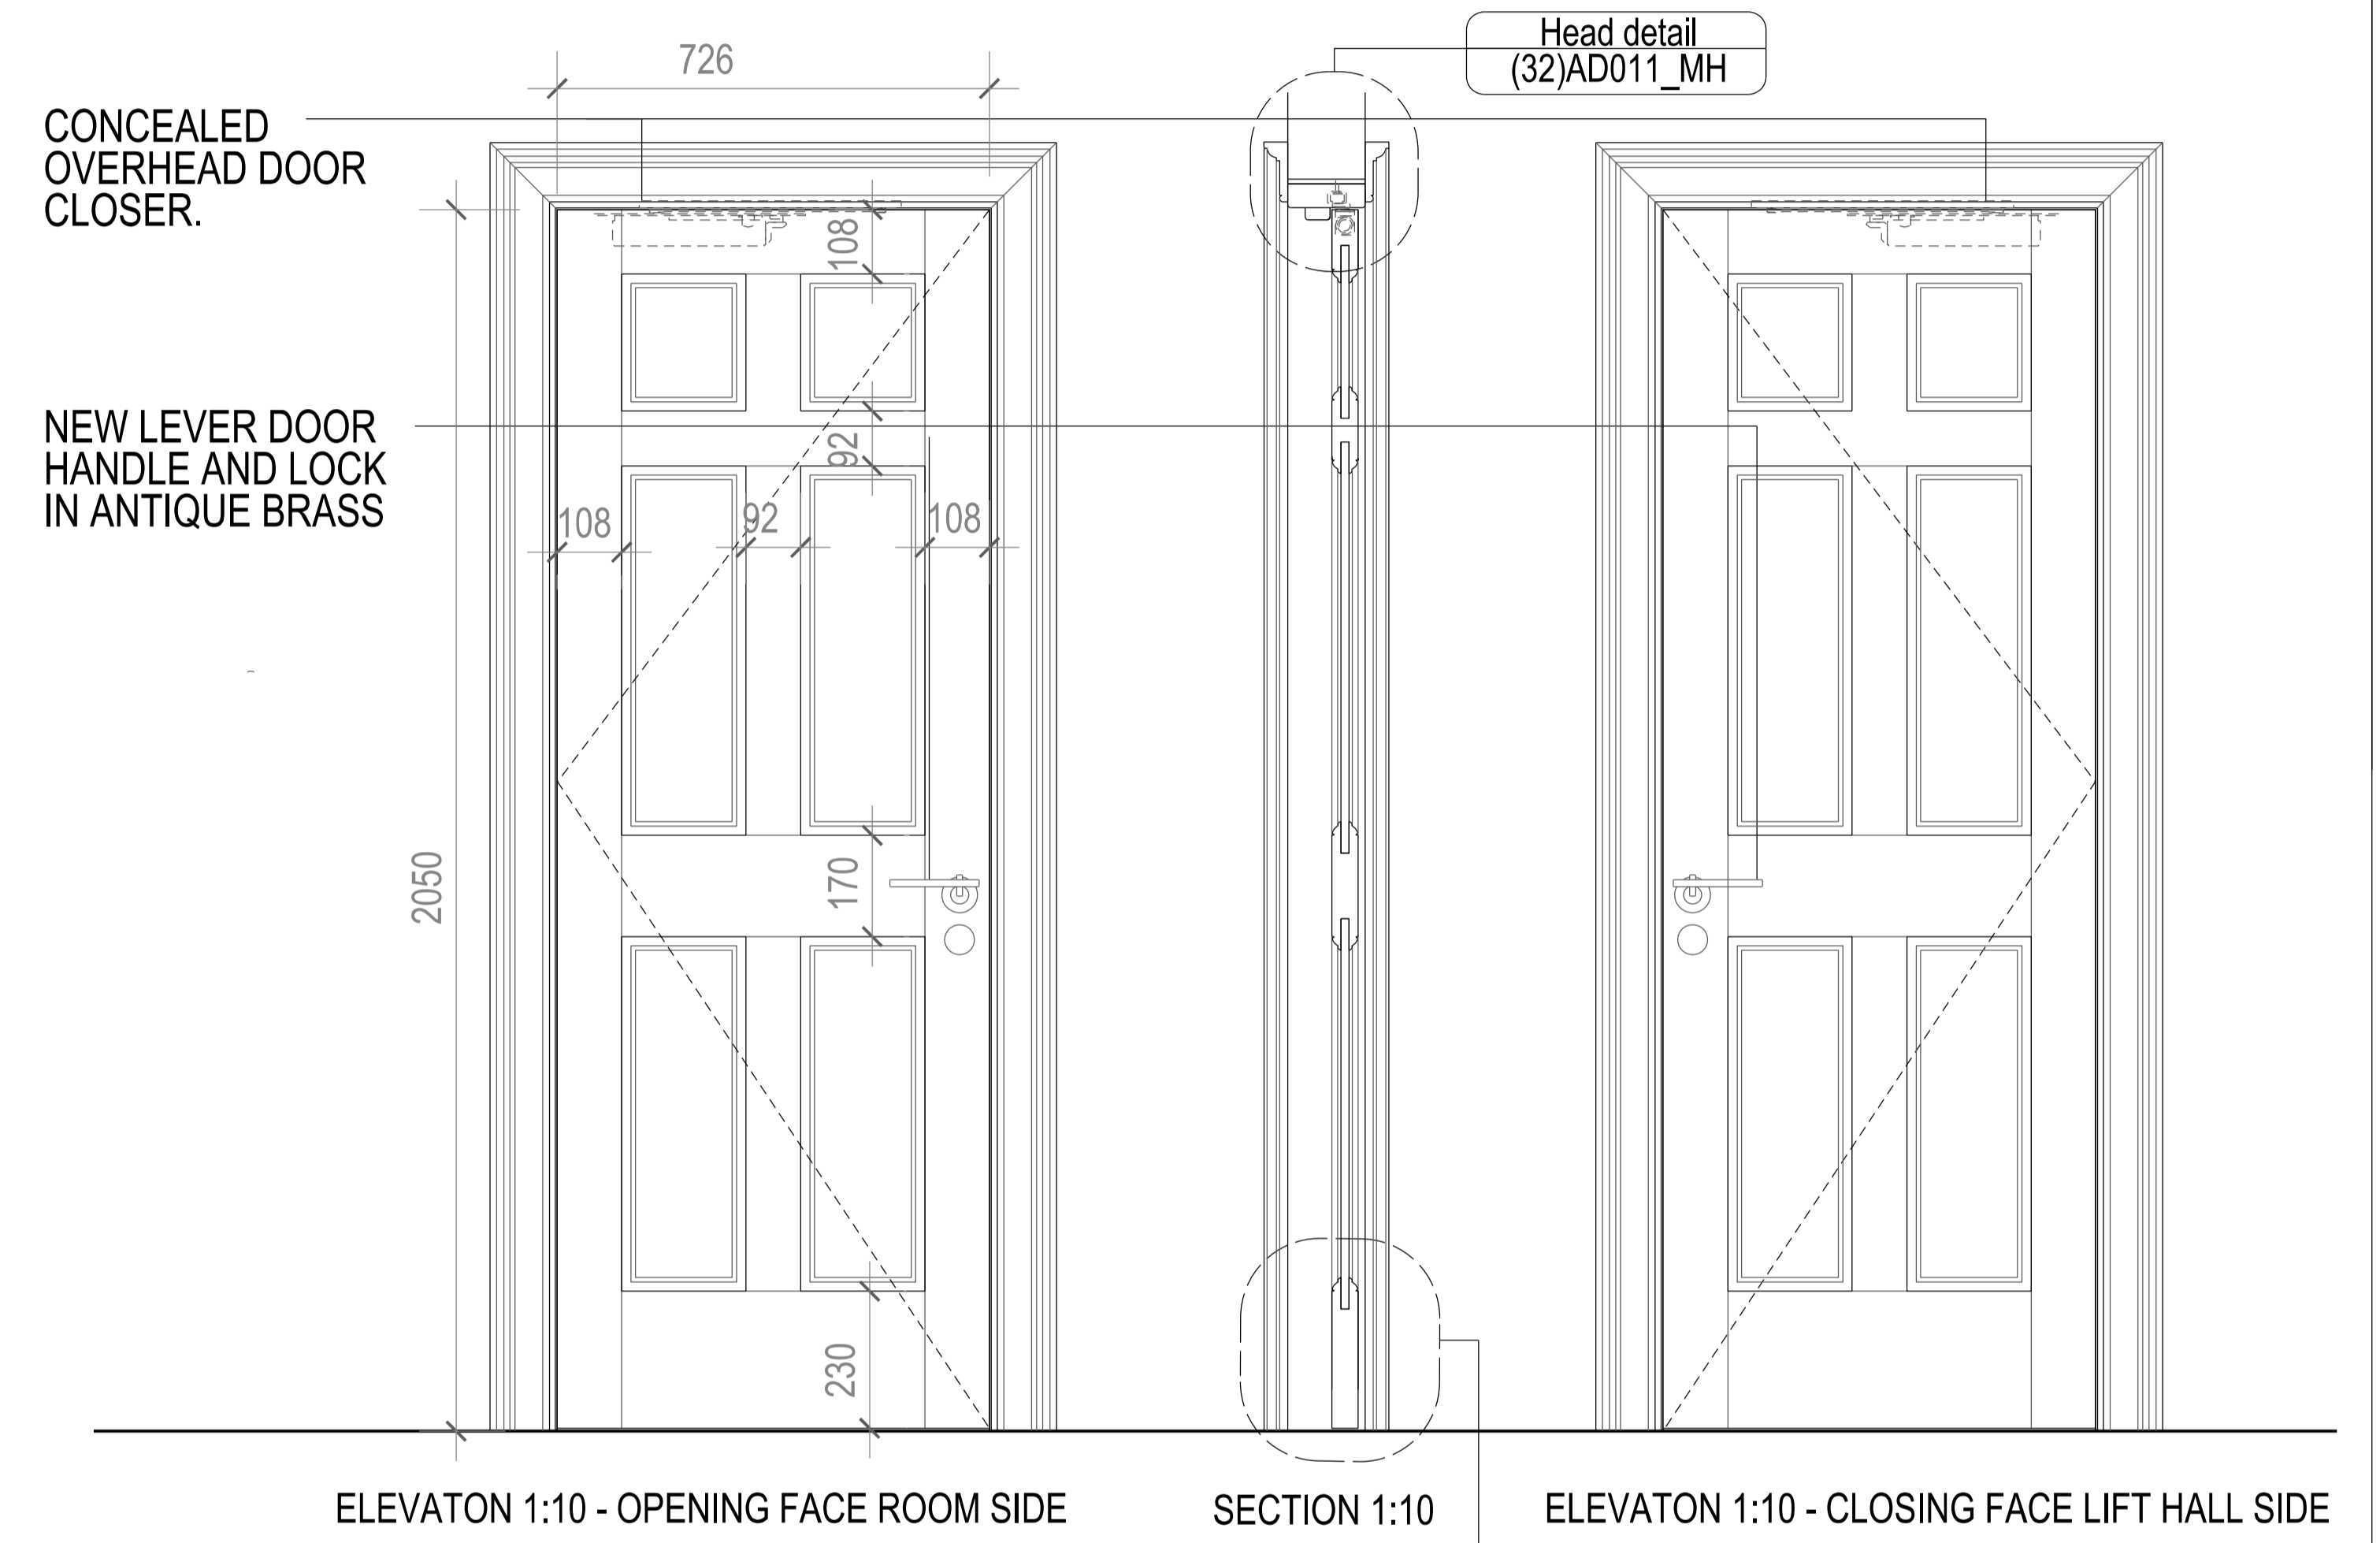 Head detail
(32)AD011_MH
726
CONCEALED
OVERHEAD DOOR
CLOSER.
108
NEW LEVER DOOR
HANDLE AND LOCK
IN ANTIQUE BRASS
92
108
92
108
2050
170
230
ELEVATON 1:10 - OPENING FACE ROOM SIDE
SECTION 1:10
ELEVATON 1:10 - CLOSING FACE LIFT HALL SIDE